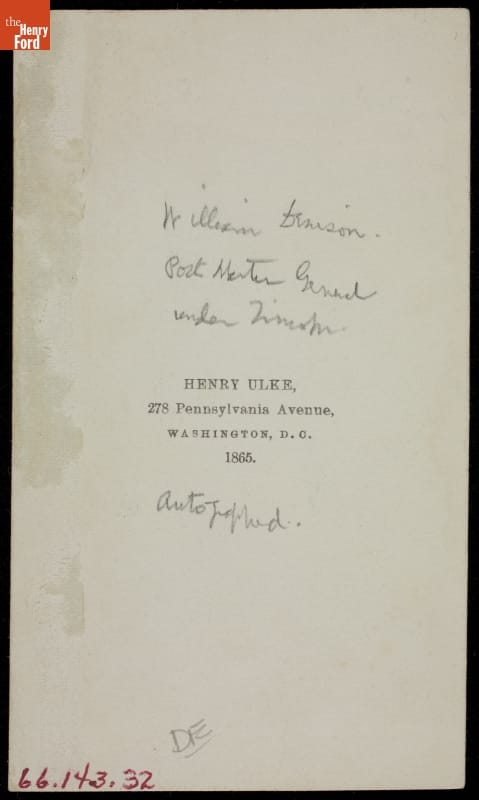 the
Henry
Ford
William Denison.
Post Master General
under Lincoln.
HENRY ULKE,
278 Pennsylvania Avenue,
WASHINGTON, D. C.
1865.
Autographed.
DE
66.143.32